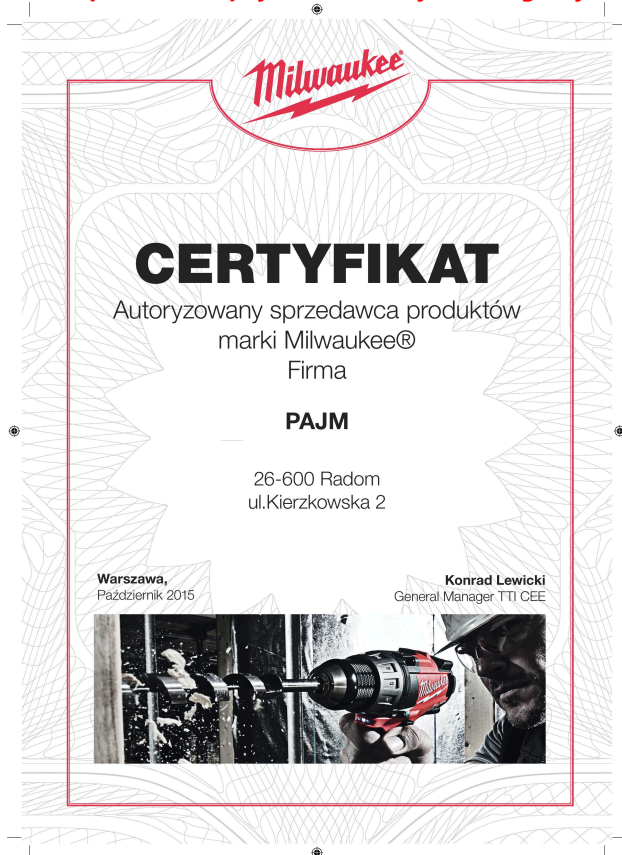 Milwaukee®
CERTYFIKAT
Autoryzowany sprzedawca produktów
marki Milwaukee®
Firma
PAJM
26-600 Radom
ul.Kierzkowska 2
Warszawa,
Październik 2015
Konrad Lewicki
General Manager TTI CEE
Milwaukee